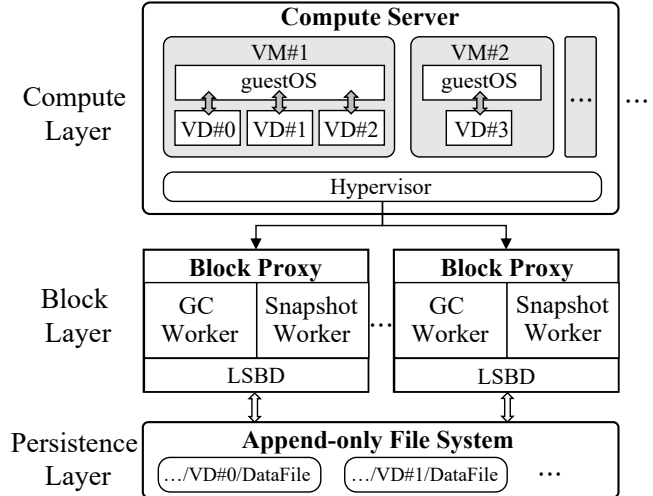 Compute Server
VM#1
VM#2
guestOS
guestOS
…
…
VD#0
VD#1
VD#2
VD#3
Compute
Layer
Hypervisor
Block Proxy
Block Proxy
GC
Worker
Snapshot
Worker
…
GC
Worker
Snapshot
Worker
Block
Layer
LSBD
LSBD
Persistence
Layer
Append-only File System
…/VD#0/DataFile
…/VD#1/DataFile
…